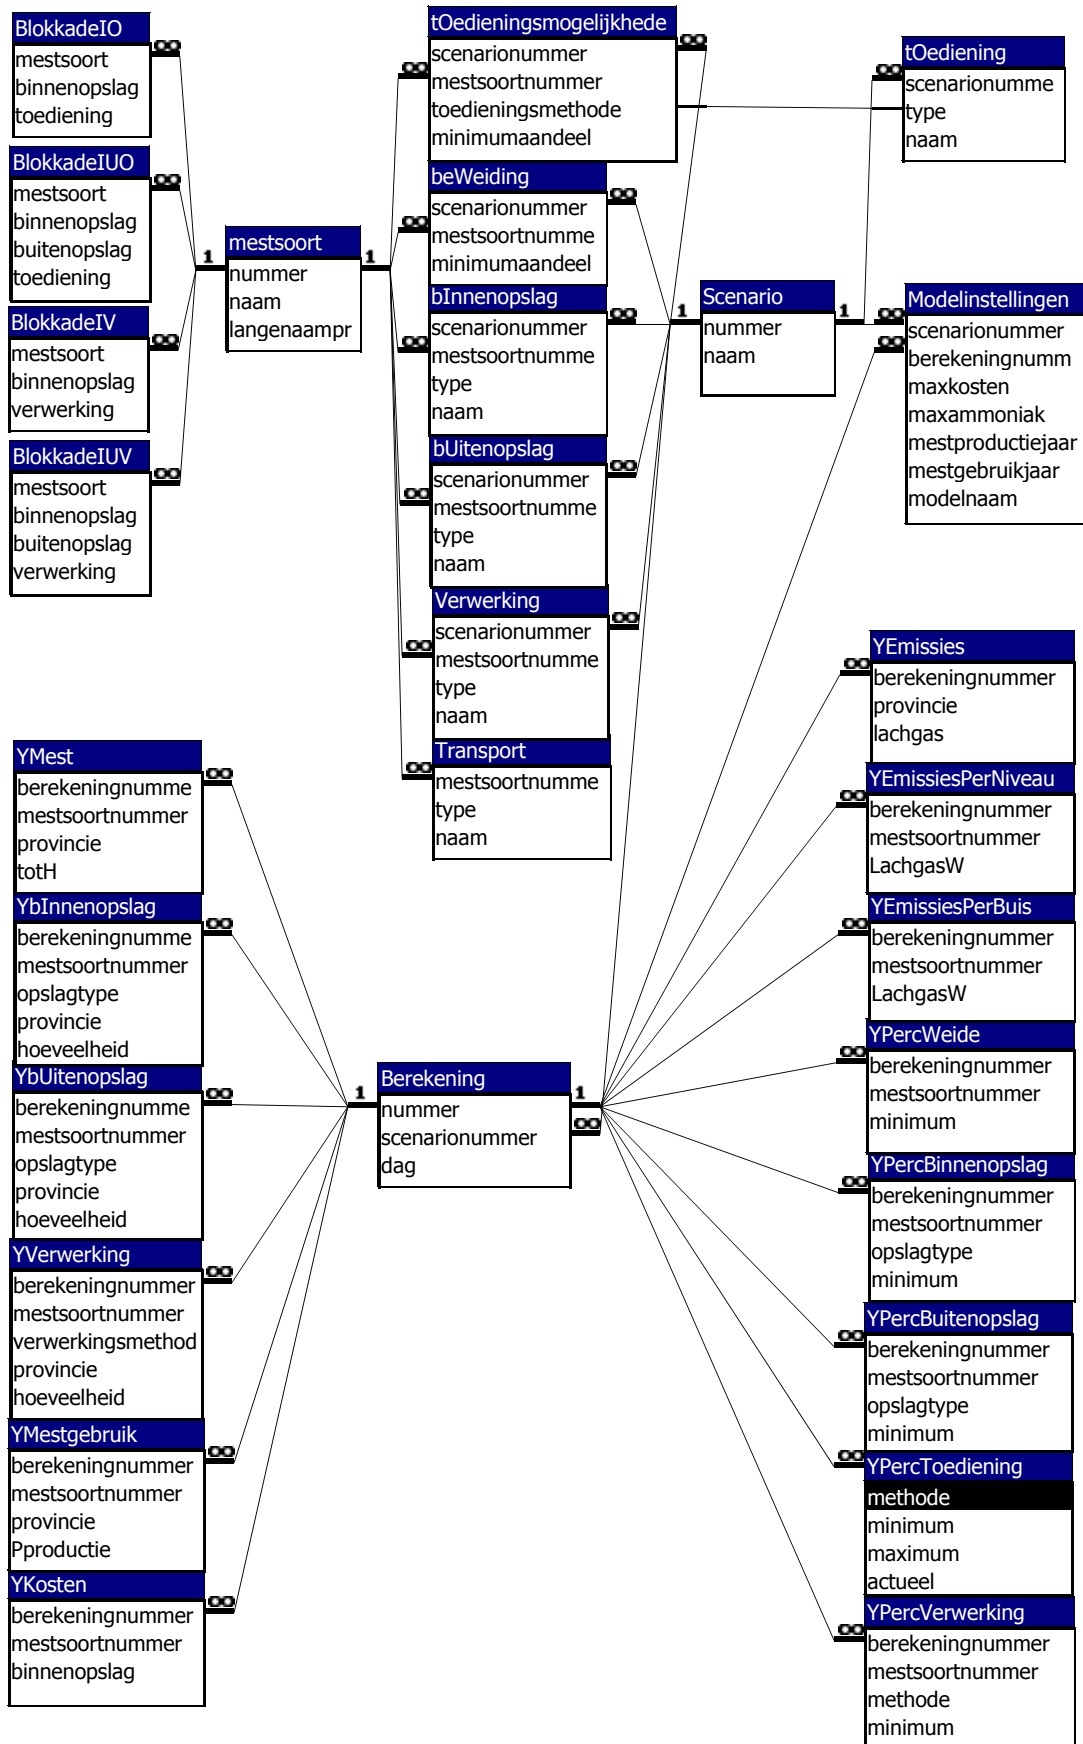 BlokkadeIO
mestsoort
binnenopslag
toediening
BlokkadeIUO
mestsoort
binnenopslag
buitenopslag
toediening
BlokkadeIV
mestsoort
binnenopslag
verwerking
BlokkadeIUV
mestsoort
binnenopslag
buitenopslag
verwerking
mestsoort
nummer
naam
langenaampr
tOedieningsmogelijkhede
scenarionummer
mestsoortnummer
toedieningsmethode
minimumaandeel
beWeiding
scenarionummer
mestsoortnumme
minimumaandeel
bInnenopslag
scenarionummer
mestsoortnumme
type
naam
bUitenopslag
scenarionummer
mestsoortnumme
type
naam
Verwerking
scenarionummer
mestsoortnumme
type
naam
Transport
mestsoortnumme
type
naam
Scenario
nummer
naam
tOediening
scenarionumme
type
naam
Modelinstellingen
scenarionummer
berekeningnumm
maxkosten
maxammoniak
mestproductiejaar
mestgebruikjaar
modelnaam
YMest
berekeningnumme
mestsoortnummer
provincie
totH
YbInnenopslag
berekeningnumme
mestsoortnummer
opslagtype
provincie
hoeveelheid
YbUitenopslag
berekeningnumme
mestsoortnummer
opslagtype
provincie
hoeveelheid
YVerwerking
berekeningnummer
mestsoortnummer
verwerkingsmethod
provincie
hoeveelheid
YMestgebruik
berekeningnummer
mestsoortnummer
provincie
Pproductie
YKosten
berekeningnummer
mestsoortnummer
binnenopslag
Berekening
nummer
scenarionummer
dag
YEmissies
berekeningnummer
provincie
lachgas
YEmissiesPerNiveau
berekeningnummer
mestsoortnummer
LachgasW
YEmissiesPerBuis
berekeningnummer
mestsoortnummer
LachgasW
YPercWeide
berekeningnummer
mestsoortnummer
minimum
YPercBinnenopslag
berekeningnummer
mestsoortnummer
opslagtype
minimum
YPercBuitenopslag
berekeningnummer
mestsoortnummer
opslagtype
minimum
YPercToediening
methode
minimum
maximum
actueel
YPercVerwerking
berekeningnummer
mestsoortnummer
methode
minimum
1
1
1
1
1
1